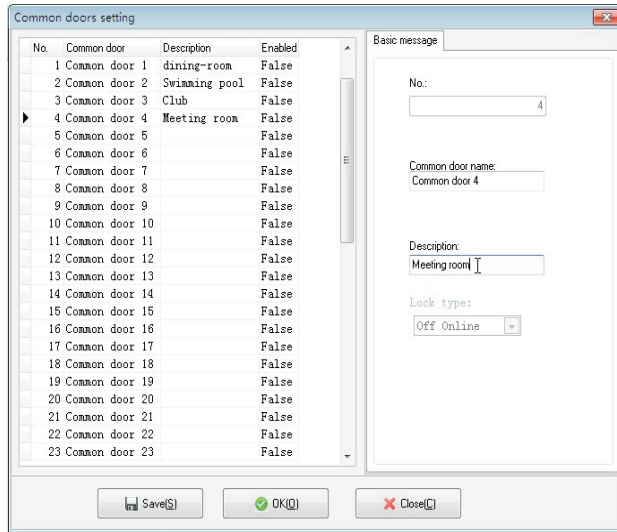 Common doors setting
No. Common door Description Enabled
1 Common door 1 dining-room False
2 Common door 2 Swimming pool False
3 Common door 3 Club False
4 Common door 4 Meeting room False
5 Common door 5 False
6 Common door 6 False
7 Common door 7 False
8 Common door 8 False
9 Common door 9 False
10 Common door 10 False
11 Common door 11 False
12 Common door 12 False
13 Common door 13 False
14 Common door 14 False
15 Common door 15 False
16 Common door 16 False
17 Common door 17 False
18 Common door 18 False
19 Common door 19 False
20 Common door 20 False
21 Common door 21 False
22 Common door 22 False
23 Common door 23 False
Basic message
No.:
4
Common door name:
Common door 4
Description:
Meeting room
Lock type:
Off Online
Save(S) OK(O) Close(C)